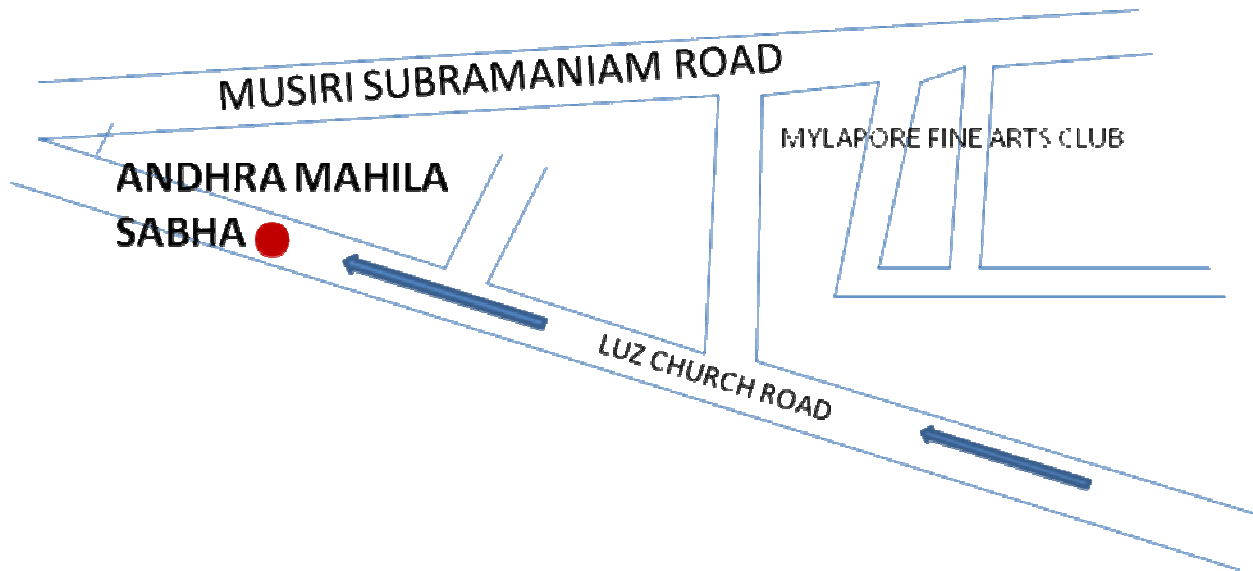 MUSIRI SUBRAMANIAM ROAD
MYLAPORE FINE ARTS CLUB
ANDHRA MAHILA
SABHA
LUZ CHURCH ROAD